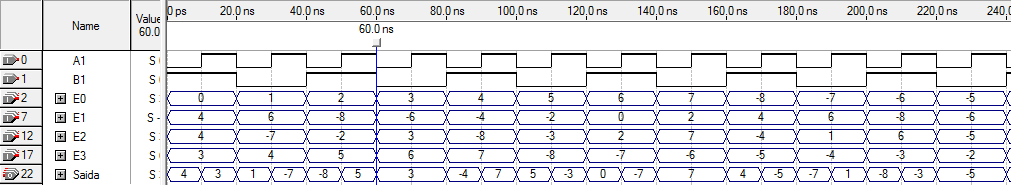 Name Value 60.0 0 ps 20.0 ns 40.0 ns 60.0 ns 80.0 ns 100.0 ns 120.0 ns 140.0 ns 160.0 ns 180.0 ns 200.0 ns 220.0 ns 240.
60.0 ns
0 A1 S
1 B1 S
2 E0 S 0 1 2 3 4 5 6 7 -8 -7 -6 -5
7 E1 S - 4 6 -8 -6 -4 -2 0 2 4 6 -8 -6
12 E2 S 4 -7 -2 3 -8 -3 2 7 -4 1 6 -5
17 E3 S 3 4 5 6 7 -8 -7 -6 -5 -4 -3 -2
22 Saida S 4 3 1 -7 -8 5 3 -4 7 5 -3 0 -7 7 4 -5 -7 1 -8 -4 -3 -5